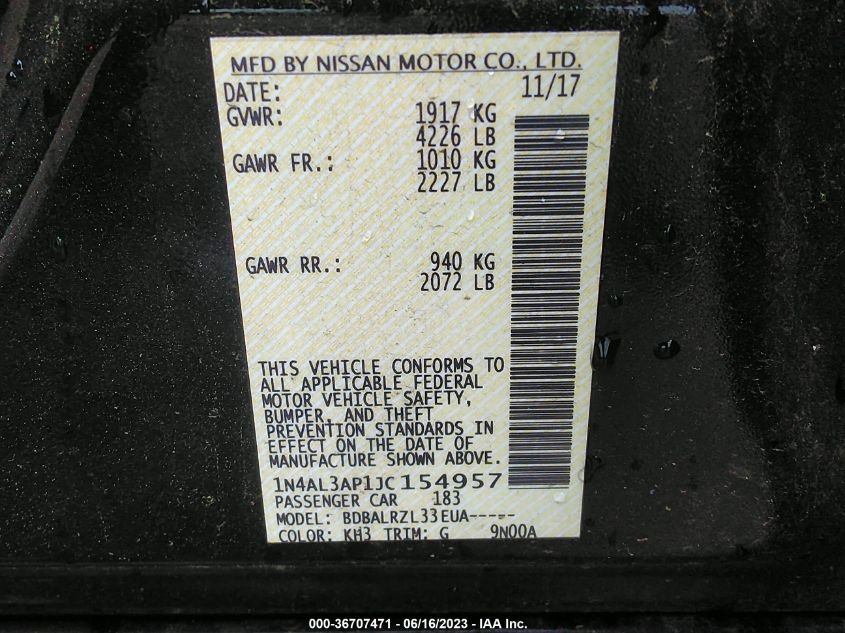 MFD BY NISSAN MOTOR CO., LTD.
DATE: 11/17
GVWR: 1917 KG
4226 LB
GAWR FR.: 1010 KG
2227 LB
GAWR RR.: 940 KG
2072 LB
THIS VEHICLE CONFORMS TO
ALL APPLICABLE FEDERAL
MOTOR VEHICLE SAFETY,
BUMPER, AND THEFT
PREVENTION STANDARDS IN
EFFECT ON THE DATE OF
MANUFACTURE SHOWN ABOVE.
1N4AL3AP1JC154957
PASSENGER CAR 183
MODEL: BDBALRZL33EUA-----
COLOR: KH3 TRIM: G 9N00A
000-36707471 - 06/16/2023 - IAA Inc.